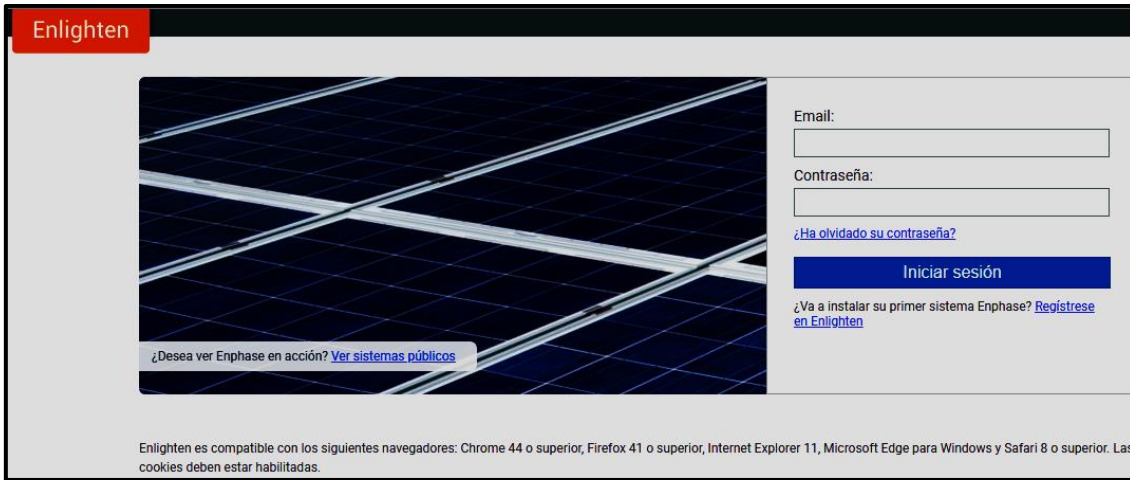 Enlighten
Email:
Contraseña:
¿Ha olvidado su contraseña?
Iniciar sesión
¿Va a instalar su primer sistema Enphase? Regístrese
en Enlighten
¿Desea ver Enphase en acción? Ver sistemas públicos
Enlighten es compatible con los siguientes navegadores: Chrome 44 o superior, Firefox 41 o superior, Internet Explorer 11, Microsoft Edge para Windows y Safari 8 o superior. Las
cookies deben estar habilitadas.